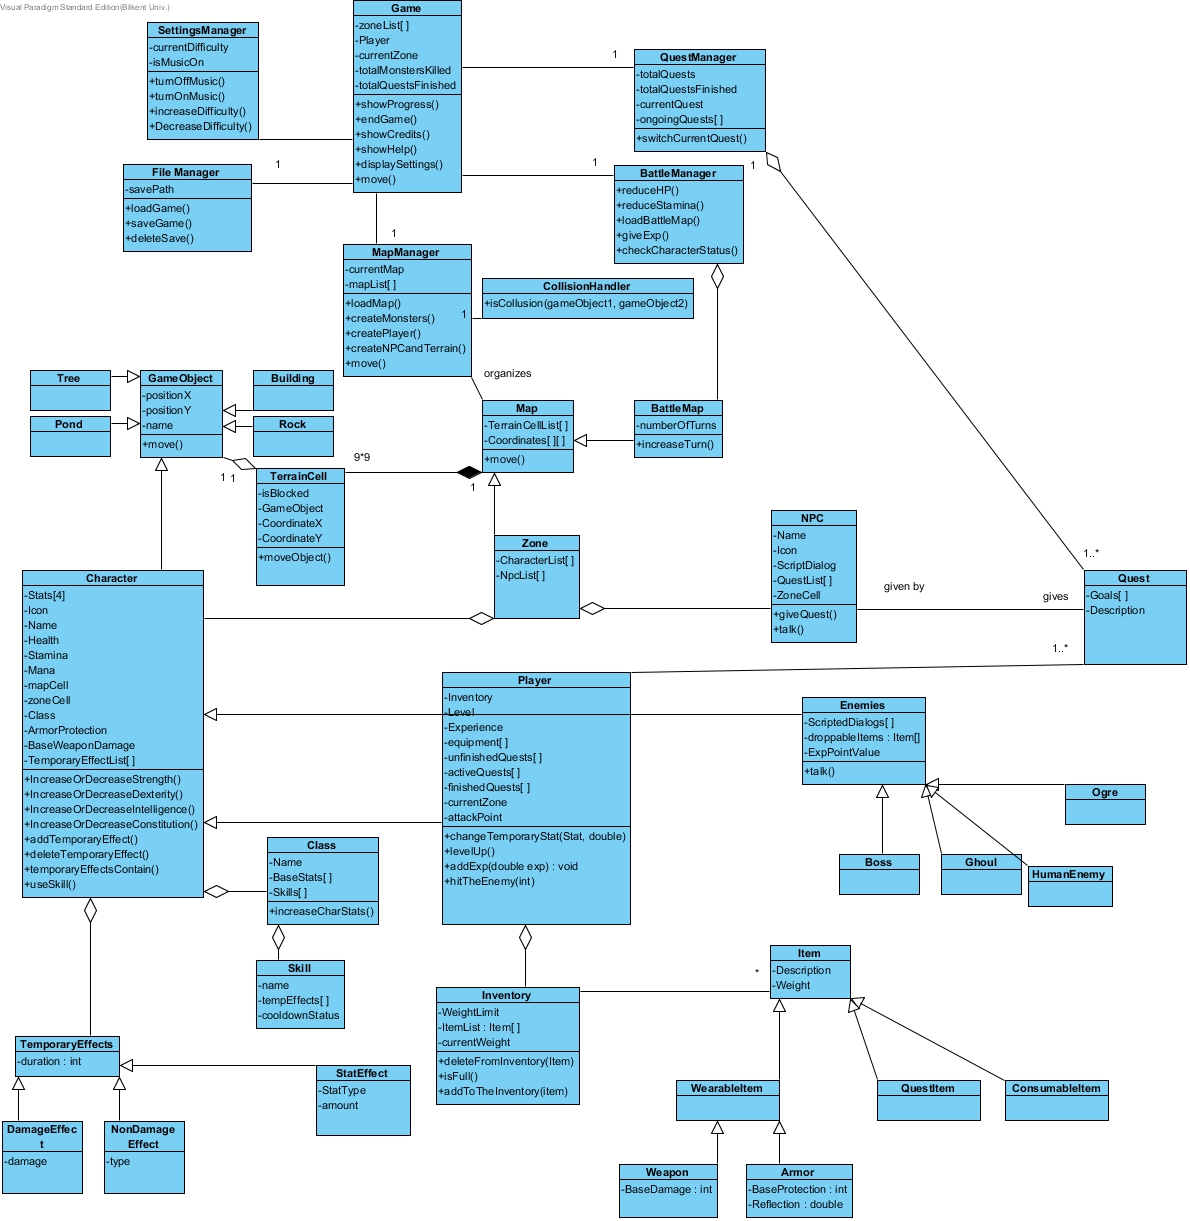 Visual Paradigm Standard Edition(Bilkent Univ.)
Game
-zoneList[ ]
-Player
-currentZone
-totalMonstersKilled
-totalQuestsFinished
+showProgress()
+endGame()
+showCredits()
+showHelp()
+displaySettings()
+move()
SettingsManager
-currentDifficulty
-isMusicOn
+turnOffMusic()
+turnOnMusic()
+increaseDifficulty()
+DecreaseDifficulty()
1
QuestManager
-totalQuests
-totalQuestsFinished
-currentQuest
-ongoingQuests[ ]
+switchCurrentQuest()
1
File Manager
-savePath
+loadGame()
+saveGame()
+deleteSave()
1
BattleManager
+reduceHP()
+reduceStamina()
+loadBattleMap()
+giveExp()
+checkCharacterStatus()
1
1
MapManager
-currentMap
-mapList[ ]
+loadMap()
+createMonsters()
+createPlayer()
+createNPCandTerrain()
+move()
1
CollisionHandler
+isCollusion(gameObject1, gameObject2)
organizes
Tree
Pond
GameObject
-positionX
-positionY
-name
+move()
Building
Rock
Map
-TerrainCellList[ ]
-Coordinates[ ][ ]
+move()
BattleMap
-numberOfTurns
+increaseTurn()
9*9
1
1 1
TerrainCell
-isBlocked
-GameObject
-CoordinateX
-CoordinateY
+moveObject()
Zone
-CharacterList[ ]
-NpcList[ ]
NPC
-Name
-Icon
-ScriptDialog
-QuestList[ ]
-ZoneCell
+giveQuest()
+talk()
given by
gives
1..*
Quest
-Goals[ ]
-Description
1..*
Character
-Stats[4]
-Icon
-Name
-Health
-Stamina
-Mana
-mapCell
-zoneCell
-Class
-ArmorProtection
-BaseWeaponDamage
-TemporaryEffectList[ ]
+IncreaseOrDecreaseStrength()
+IncreaseOrDecreaseDexterity()
+IncreaseOrDecreaseIntelligence()
+IncreaseOrDecreaseConstitution()
+addTemporaryEffect()
+deleteTemporaryEffect()
+temporaryEffectsContain()
+useSkill()
Player
-Inventory
-Level
-Experience
-equipment[ ]
-unfinishedQuests[ ]
-activeQuests[ ]
-finishedQuests[ ]
-currentZone
-attackPoint
+changeTemporaryStat(Stat, double)
+levelUp()
+addExp(double exp) : void
+hitTheEnemy(int)
Enemies
-ScriptedDialogs[ ]
-droppableItems : Item[]
-ExpPointValue
+talk()
Ogre
Boss
Ghoul
HumanEnemy
Class
-Name
-BaseStats[ ]
-Skills[ ]
+increaseCharStats()
Skill
-name
-tempEffects[ ]
-cooldownStatus
Inventory
-WeightLimit
-ItemList : Item[ ]
-currentWeight
+deleteFromInventory(Item)
+isFull()
+addToTheInventory(item)
*
Item
-Description
-Weight
TemporaryEffects
-duration : int
StatEffect
-StatType
-amount
DamageEffec
t
-damage
NonDamage
Effect
-type
WearableItem
QuestItem
ConsumableItem
Weapon
-BaseDamage : int
Armor
-BaseProtection : int
-Reflection : double